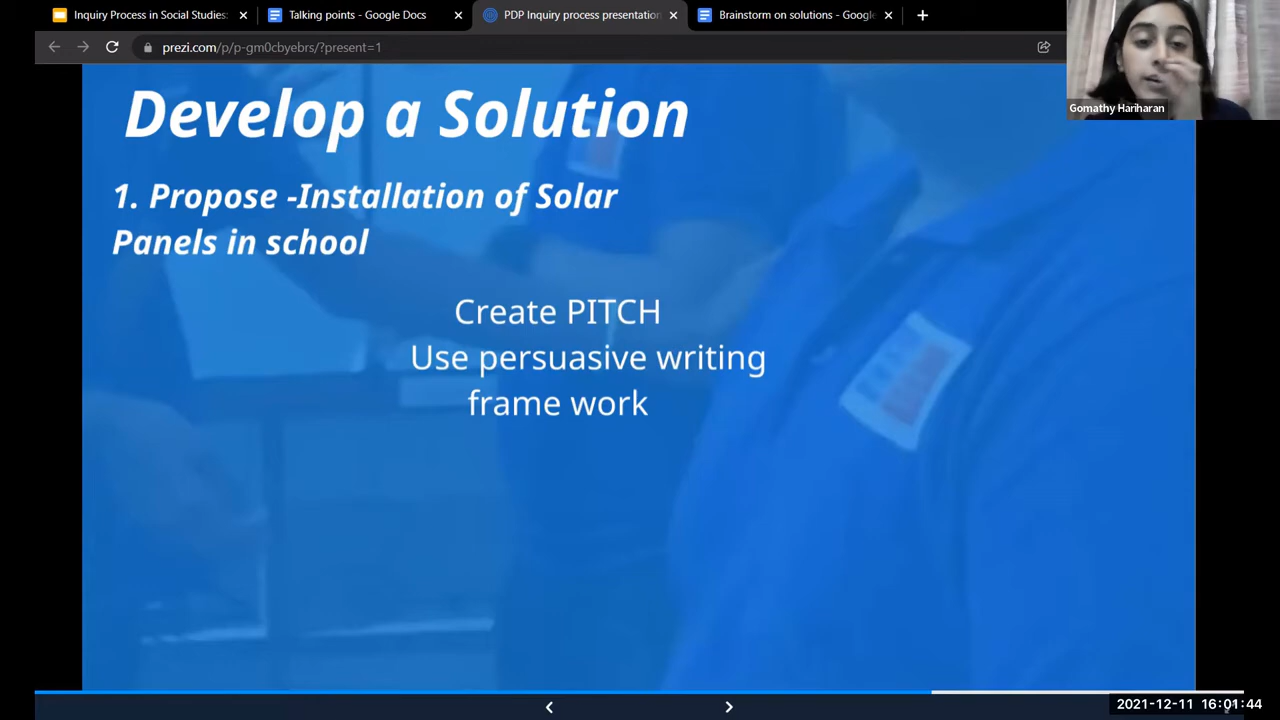 Inquiry Process in Social Studies:
Talking points - Google Docs
PDP Inquiry process presentation
Brainstorm on solutions - Google
prezi.com/p/p-gm0cbyebrs/?present=1
Gomathy Hariharan
Develop a Solution
1. Propose -Installation of Solar
Panels in school
Create PITCH
Use persuasive writing
frame work
2021-12-11 16:01:44